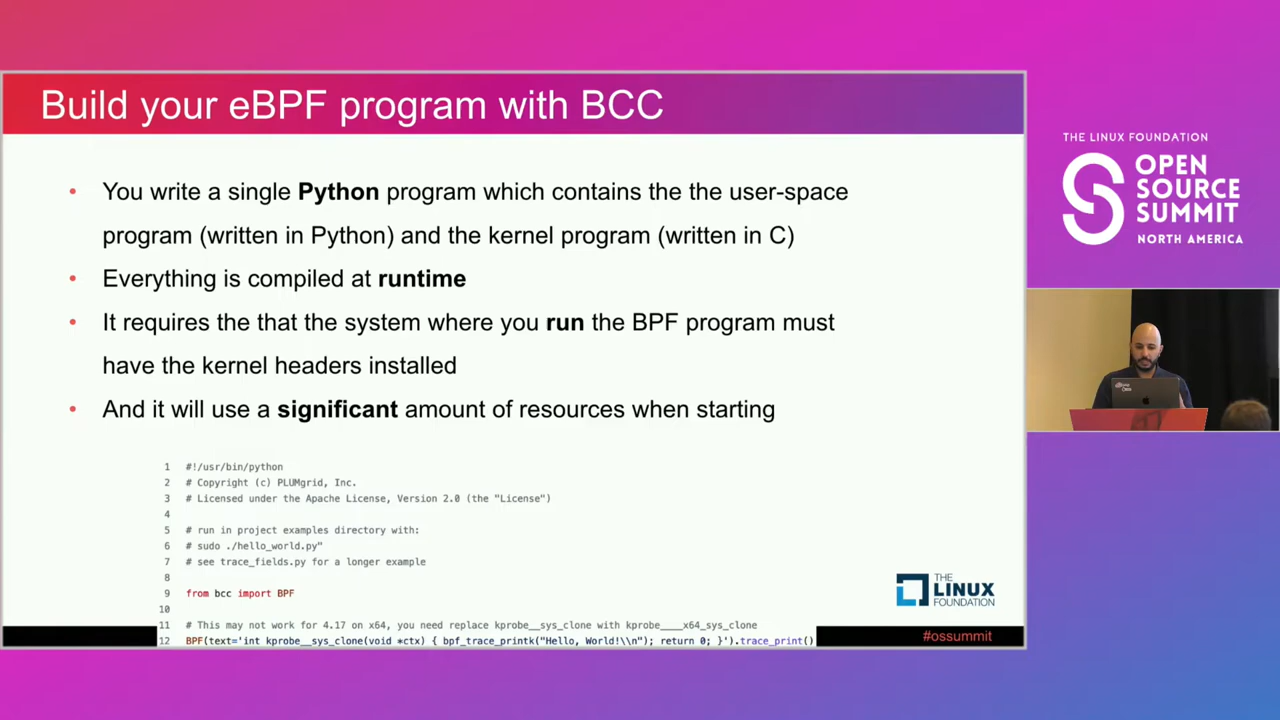 Build your eBPF program with BCC
• You write a single Python program which contains the the user-space
program (written in Python) and the kernel program (written in C)
• Everything is compiled at runtime
• It requires the that the system where you run the BPF program must
have the kernel headers installed
• And it will use a significant amount of resources when starting
1 #!/usr/bin/python
2 # Copyright (c) PLUMgrid, Inc.
3 # Licensed under the Apache License, Version 2.0 (the "License")
4
5 # run in project examples directory with:
6 # sudo ./hello_world.py"
7 # see trace_fields.py for a longer example
8
9 from bcc import BPF
10
11 # This may not work for 4.17 on x64, you need replace kprobe__sys_clone with kprobe____x64_sys_clone
12 BPF(text='int kprobe__sys_clone(void *ctx) { bpf_trace_printk("Hello, World!\\n"); return 0; }').trace_print()
THE
LINUX
FOUNDATION
#ossummit
THE LINUX FOUNDATION
OPEN
SOURCE
SUMMIT
NORTH AMERICA